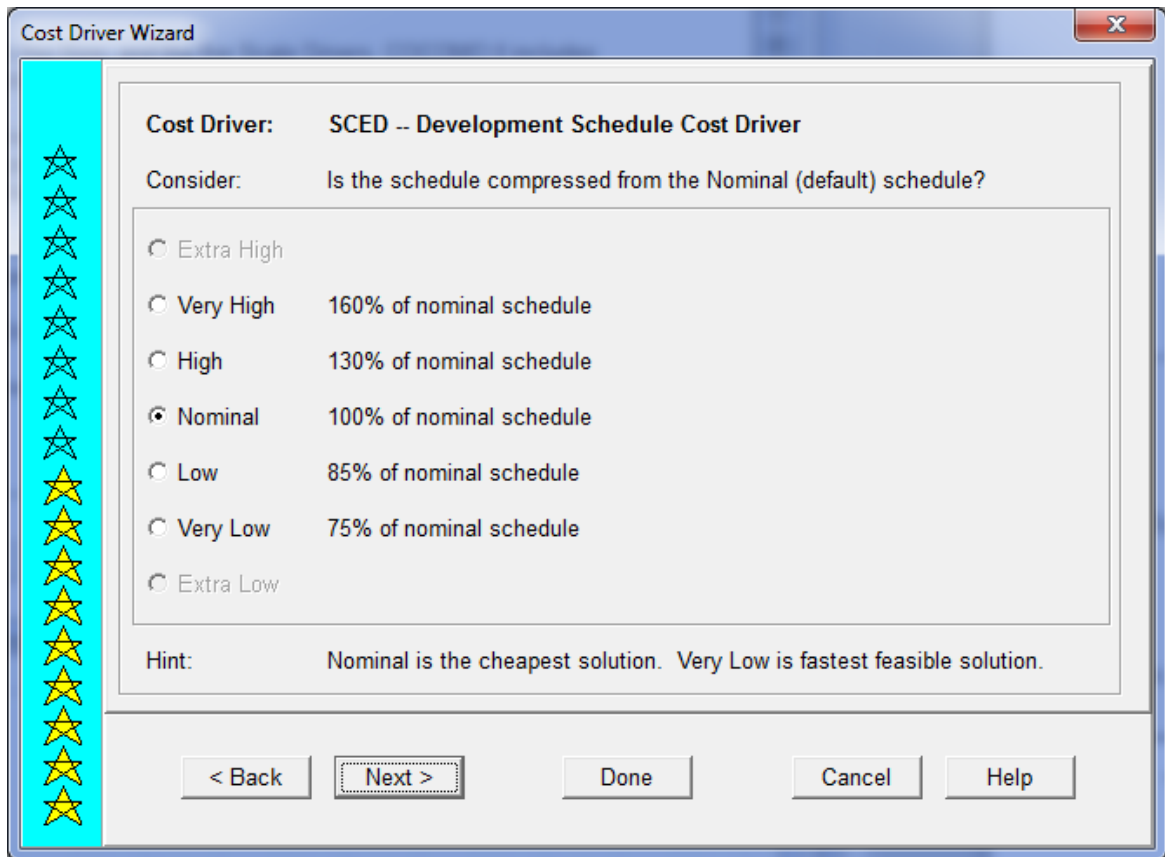 Cost Driver Wizard
Cost Driver: SCED -- Development Schedule Cost Driver
Consider: Is the schedule compressed from the Nominal (default) schedule?
Extra High
Very High 160% of nominal schedule
High 130% of nominal schedule
Nominal 100% of nominal schedule
Low 85% of nominal schedule
Very Low 75% of nominal schedule
Extra Low
Hint: Nominal is the cheapest solution. Very Low is fastest feasible solution.
< Back Next > Done Cancel Help